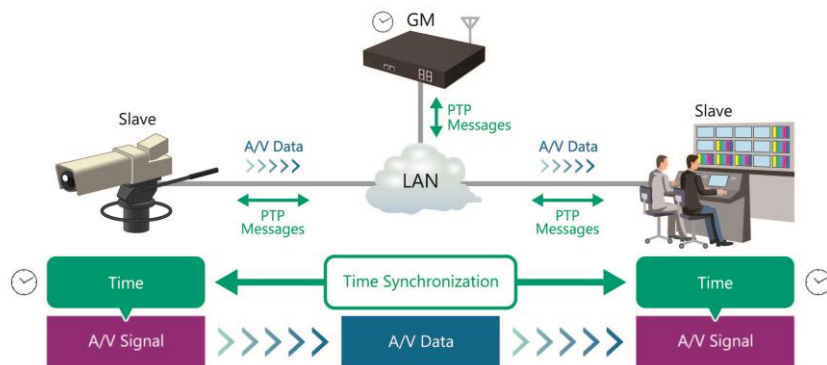 GM
PTP
Messages
Slave
A/V Data
LAN
A/V Data
Slave
PTP
Messages
PTP
Messages
Time
Time Synchronization
Time
A/V Signal
A/V Data
A/V Signal